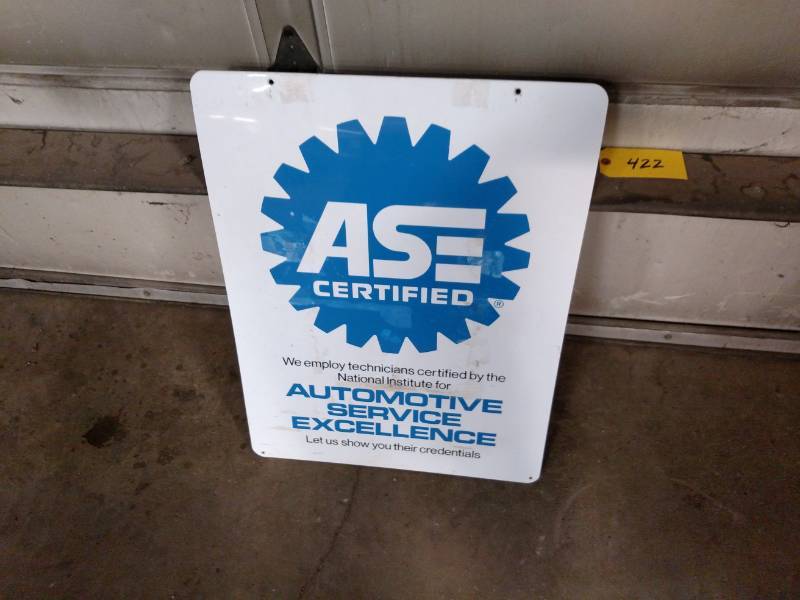 422
ASE
CERTIFIED ®
We employ technicians certified by the
National Institute for
AUTOMOTIVE
SERVICE
EXCELLENCE
Let us show you their credentials